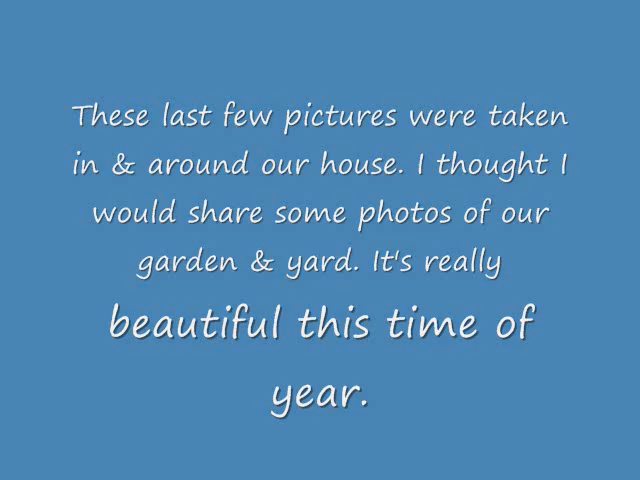 These last few pictures were taken
in & around our house. I thought I
would share some photos of our
garden & yard. It's really
beautiful this time of
year.